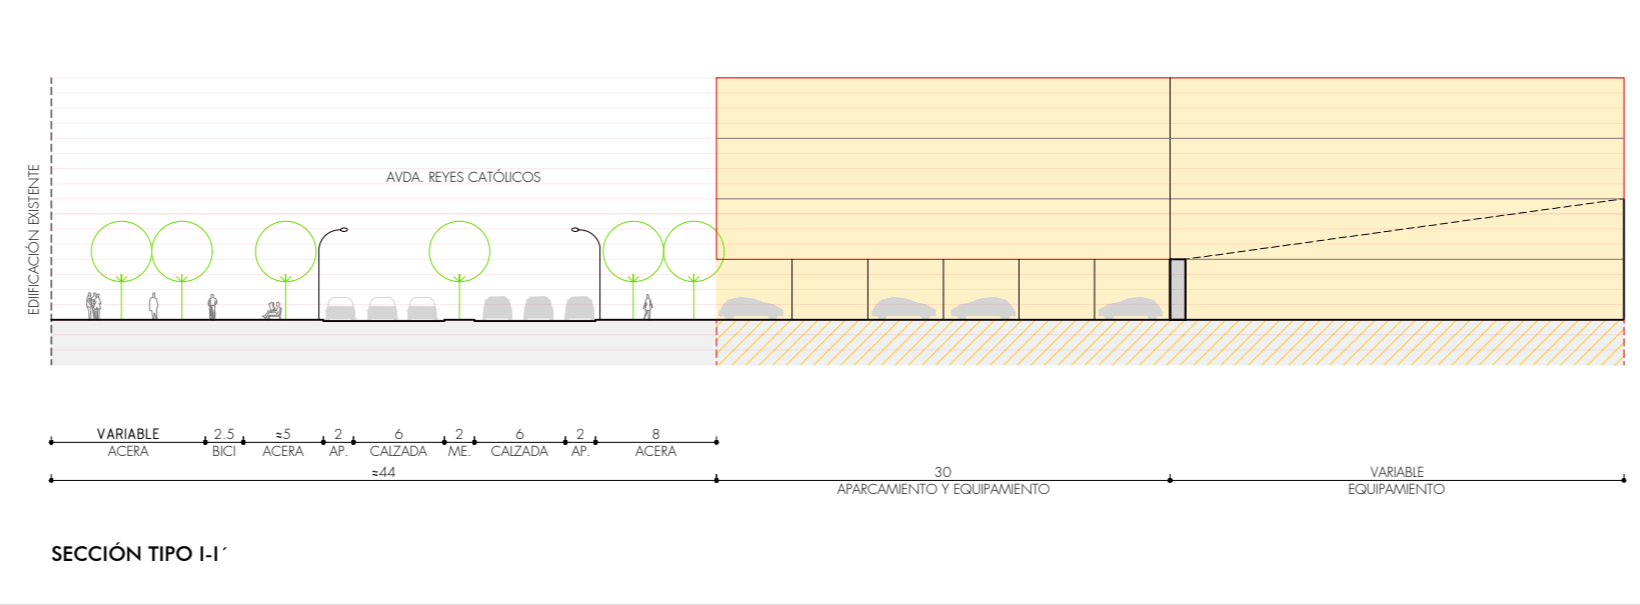 EDIFICACIÓN EXISTENTE
AVDA. REYES CATÓLICOS
VARIABLE 2.5 ≈5 2 6 2 6 2 8
ACERA BICI ACERA AP. CALZADA ME. CALZADA AP. ACERA
≈44 30 VARIABLE
APARCAMIENTO Y EQUIPAMIENTO EQUIPAMIENTO
SECCIÓN TIPO I-I´